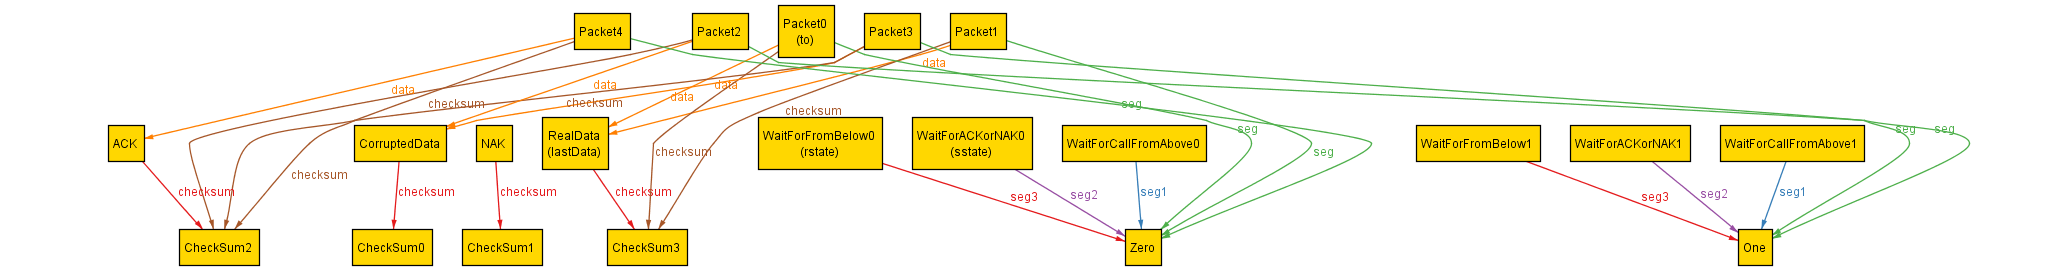 Packet4
Packet2
Packet0
(to)
Packet3
Packet1
data
data
data
data
checksum
checksum
checksum
seg
seg
seg
seg
seg
ACK
CorruptedData
NAK
RealData
(lastData)
WaitForFromBelow0
(rstate)
WaitForACKorNAK0
(sstate)
WaitForCallFromAbove0
WaitForFromBelow1
WaitForACKorNAK1
WaitForCallFromAbove1
checksum
checksum
checksum
checksum
checksum
checksum
seg3
seg2
seg1
seg3
seg2
seg1
CheckSum2
CheckSum0
CheckSum1
CheckSum3
Zero
One